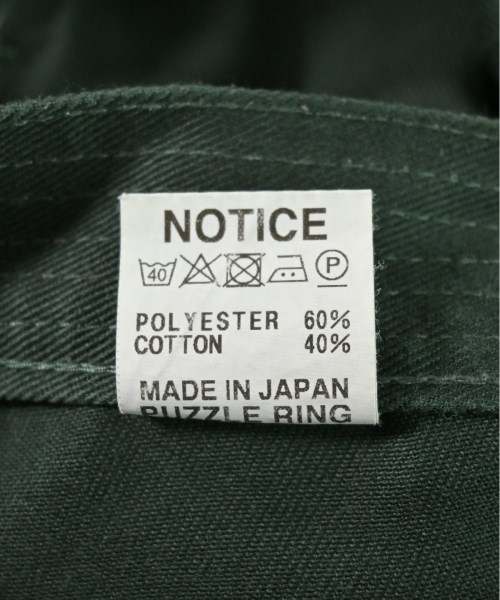 NOTICE
40 P
POLYESTER 60%
COTTON 40%
MADE IN JAPAN
PUZZLE RING